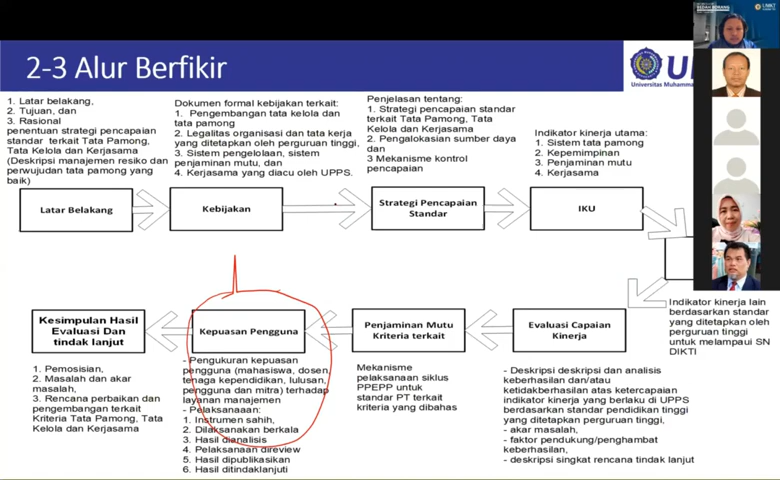 BEDAH BORANG
2-3 Alur Berfikir
Universitas Muhamma
1. Latar belakang,
2. Tujuan, dan
3. Rasional
penentuan strategi pencapaian
standar terkait Tata Pamong,
Tata Kelola dan Kerjasama
(Deskripsi manajemen resiko dan
perwujudan tata pamong yang
baik)
Dokumen formal kebijakan terkait:
1. Pengembangan tata kelola dan
tata pamong
2. Legalitas organisasi dan tata kerja
yang ditetapkan oleh perguruan tinggi,
3. Sistem pengelolaan, sistem
penjaminan mutu, dan
4. Kerjasama yang diacu oleh UPPS.
Penjelasan tentang:
1. Strategi pencapaian standar
terkait Tata Pamong, Tata
Kelola dan Kerjasama
2. Pengalokasian sumber daya
dan
3 Mekanisme kontrol
pencapaian
Indikator kinerja utama:
1. Sistem tata pamong
2. Kepemimpinan
3. Penjaminan mutu
4. Kerjasama
Latar Belakang
Kebijakan
Strategi Pencapaian
Standar
IKU
Indikator kinerja lain
berdasarkan standar
yang ditetapkan oleh
perguruan tinggi
untuk melampaui SN
DIKTI
Kesimpulan Hasil
Evaluasi Dan
tindak lanjut
Kepuasan Pengguna
Penjaminan Mutu
Kriteria terkait
Evaluasi Capaian
Kinerja
1. Pemosisian,
2. Masalah dan akar
masalah,
3. Rencana perbaikan dan
pengembangan terkait
Kriteria Tata Pamong, Tata
Kelola dan Kerjasama
- Pengukuran kepuasan
pengguna (mahasiswa, dosen,
tenaga kependidikan, lulusan,
pengguna dan mitra) terhadap
layanan manajemen
- Pelaksanaaan:
1. Instrumen sahih,
2. Dilaksanakan berkala
3. Hasil dianalisis
4. Pelaksanaan direview
5. Hasil dipublikasikan
6. Hasil ditindaklanjuti
Mekanisme
pelaksanaan siklus
PPEPP untuk
standar PT terkait
kriteria yang dibahas
- Deskripsi deskripsi dan analisis
keberhasilan dan/atau
ketidakberhasilan atas ketercapaian
indikator kinerja yang berlaku di UPPS
berdasarkan standar pendidikan tinggi
yang ditetapkan perguruan tinggi,
- akar masalah,
- faktor pendukung/penghambat
keberhasilan,
- deskripsi singkat rencana tindak lanjut